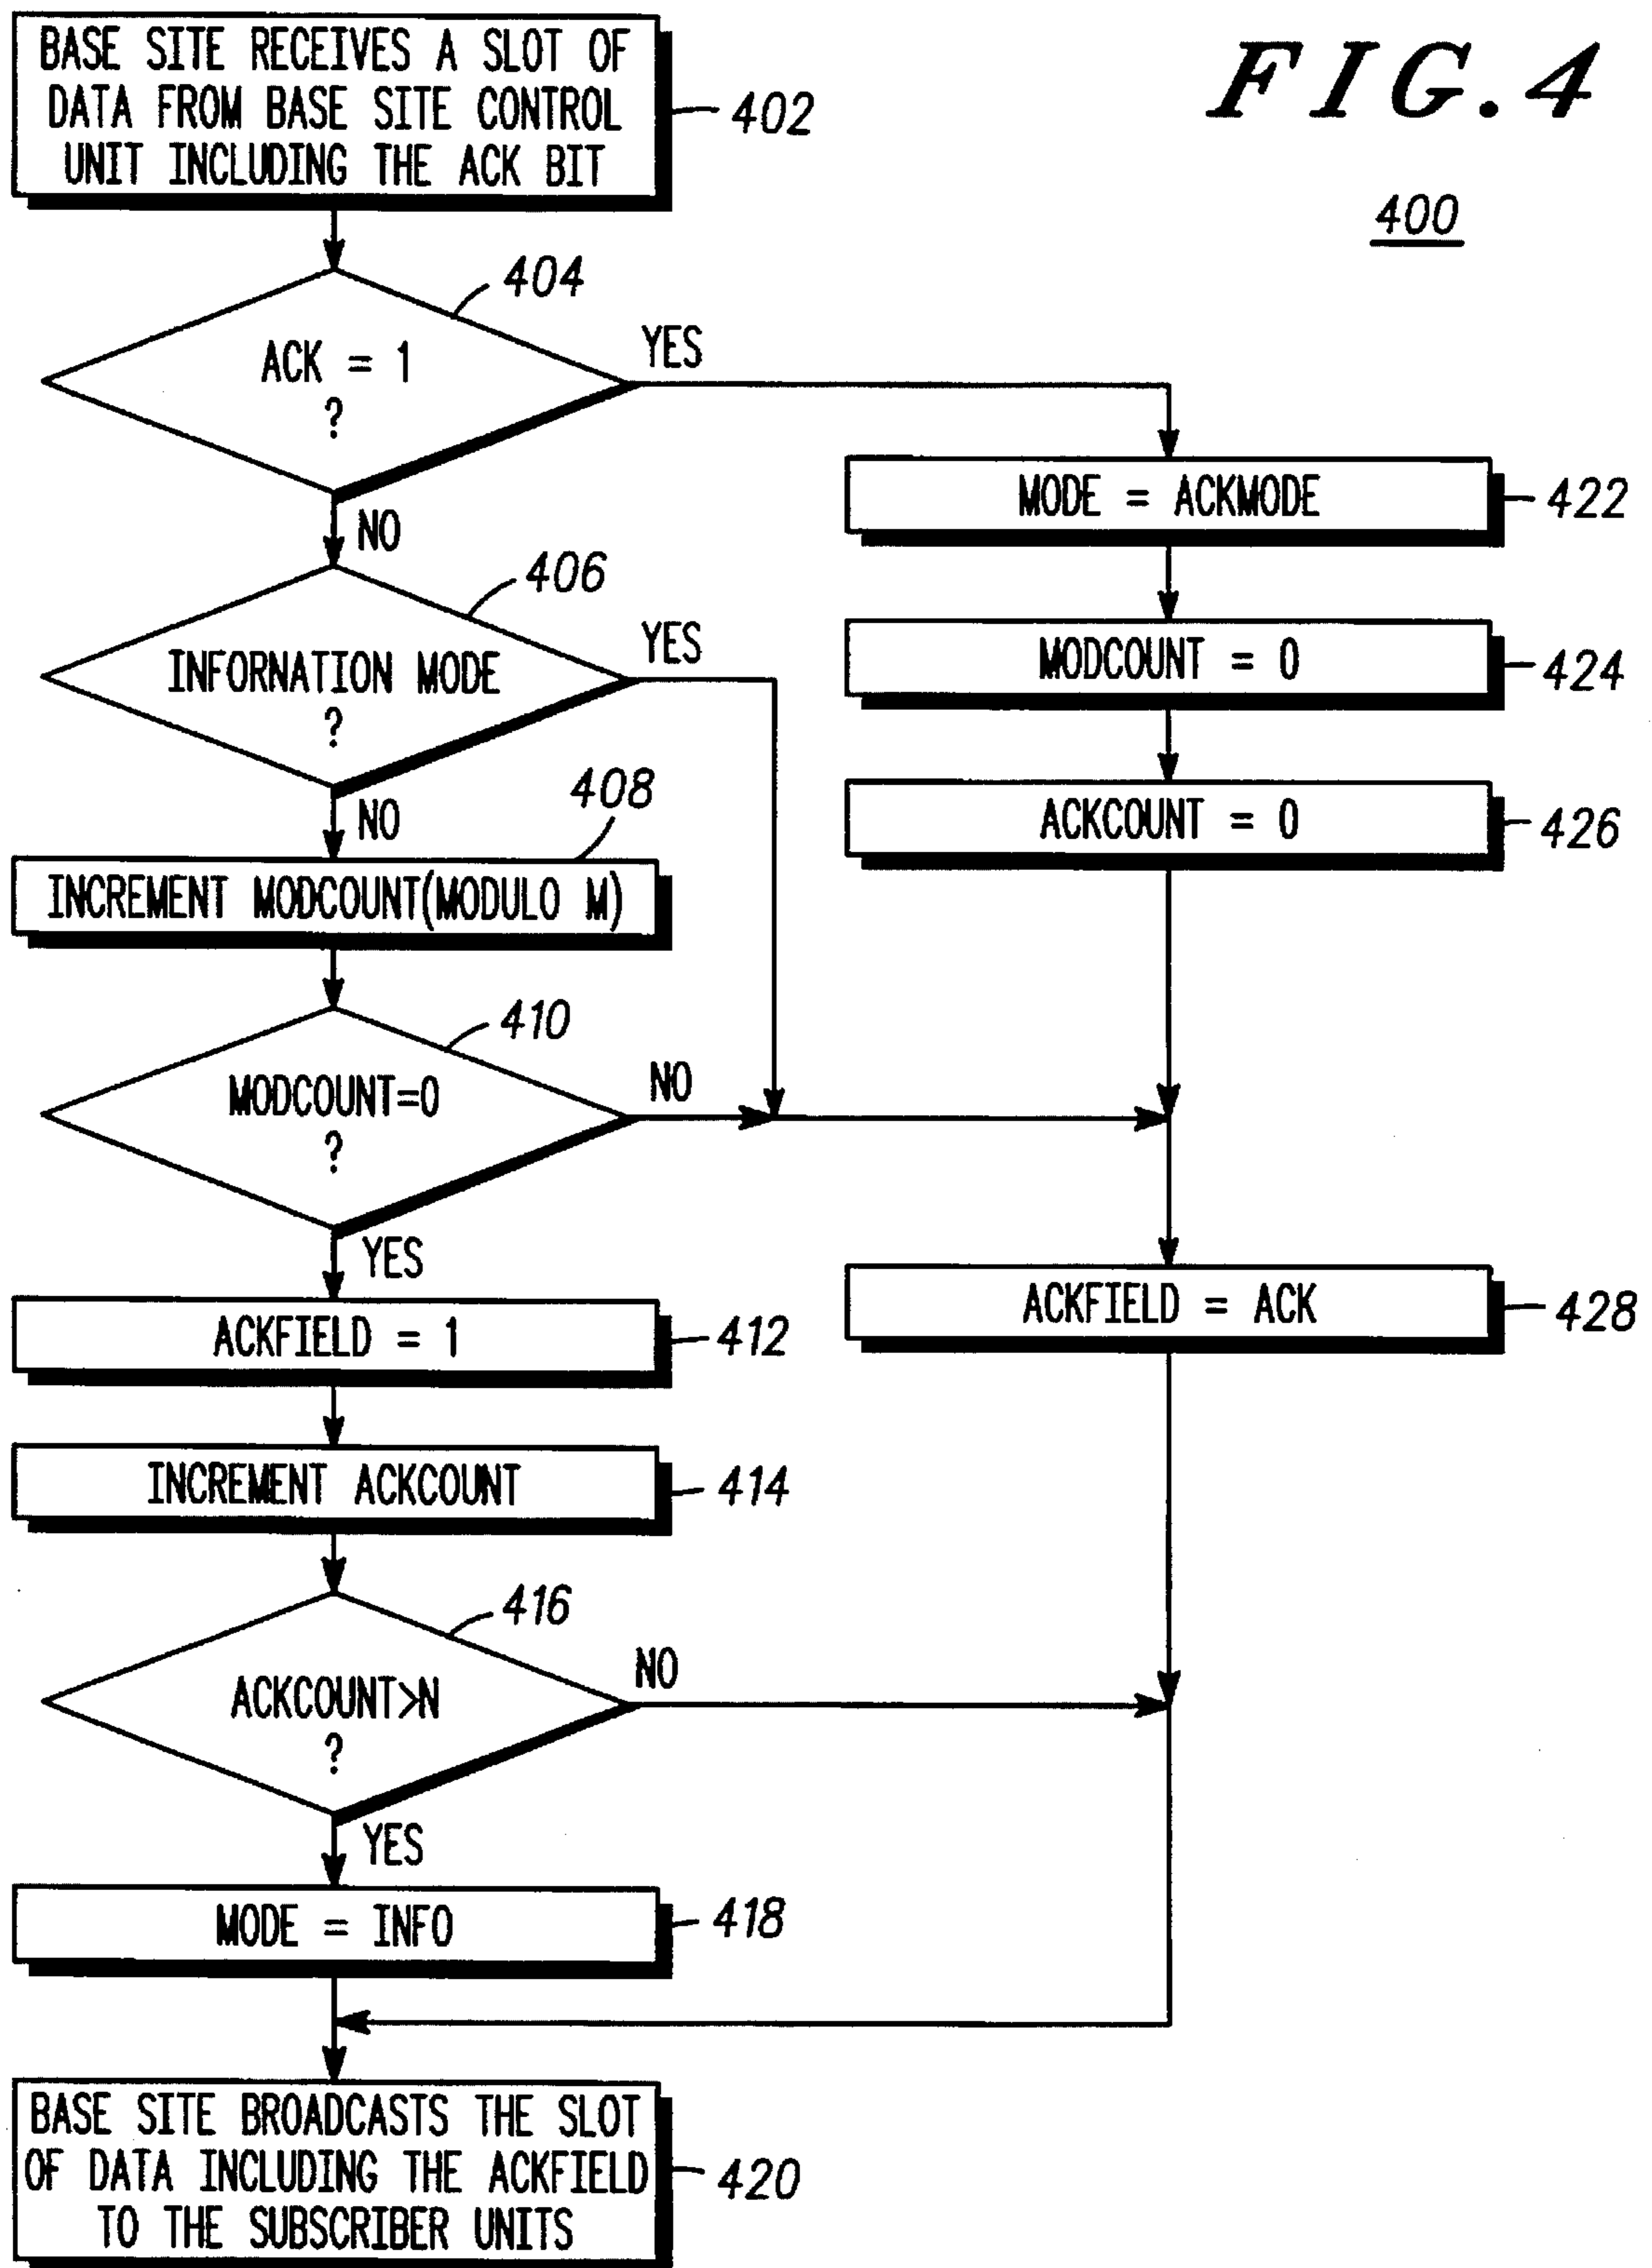 FIG. 4
400
BASE SITE RECEIVES A SLOT OF
DATA FROM BASE SITE CONTROL
UNIT INCLUDING THE ACK BIT
402
404
ACK = 1
?
YES
NO
MODE = ACKMODE
422
406
INFORNATION MODE
?
YES
NO
MODCOUNT = 0
424
408
INCREMENT MODCOUNT(MODULO M)
ACKCOUNT = 0
426
410
MODCOUNT=0
?
NO
YES
ACKFIELD = 1
412
ACKFIELD = ACK
428
INCREMENT ACKCOUNT
414
416
ACKCOUNT>N
?
NO
YES
MODE = INFO
418
BASE SITE BROADCASTS THE SLOT
OF DATA INCLUDING THE ACKFIELD
TO THE SUBSCRIBER UNITS
420